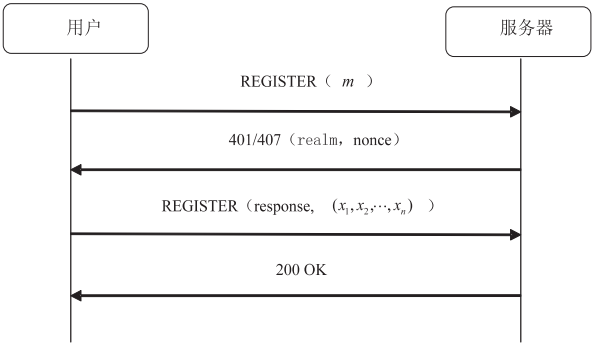 用户
服务器
REGISTER（ m ）
401/407（realm，nonce）
REGISTER（response, (x₁,x₂,⋯,xₙ) ）
200 OK